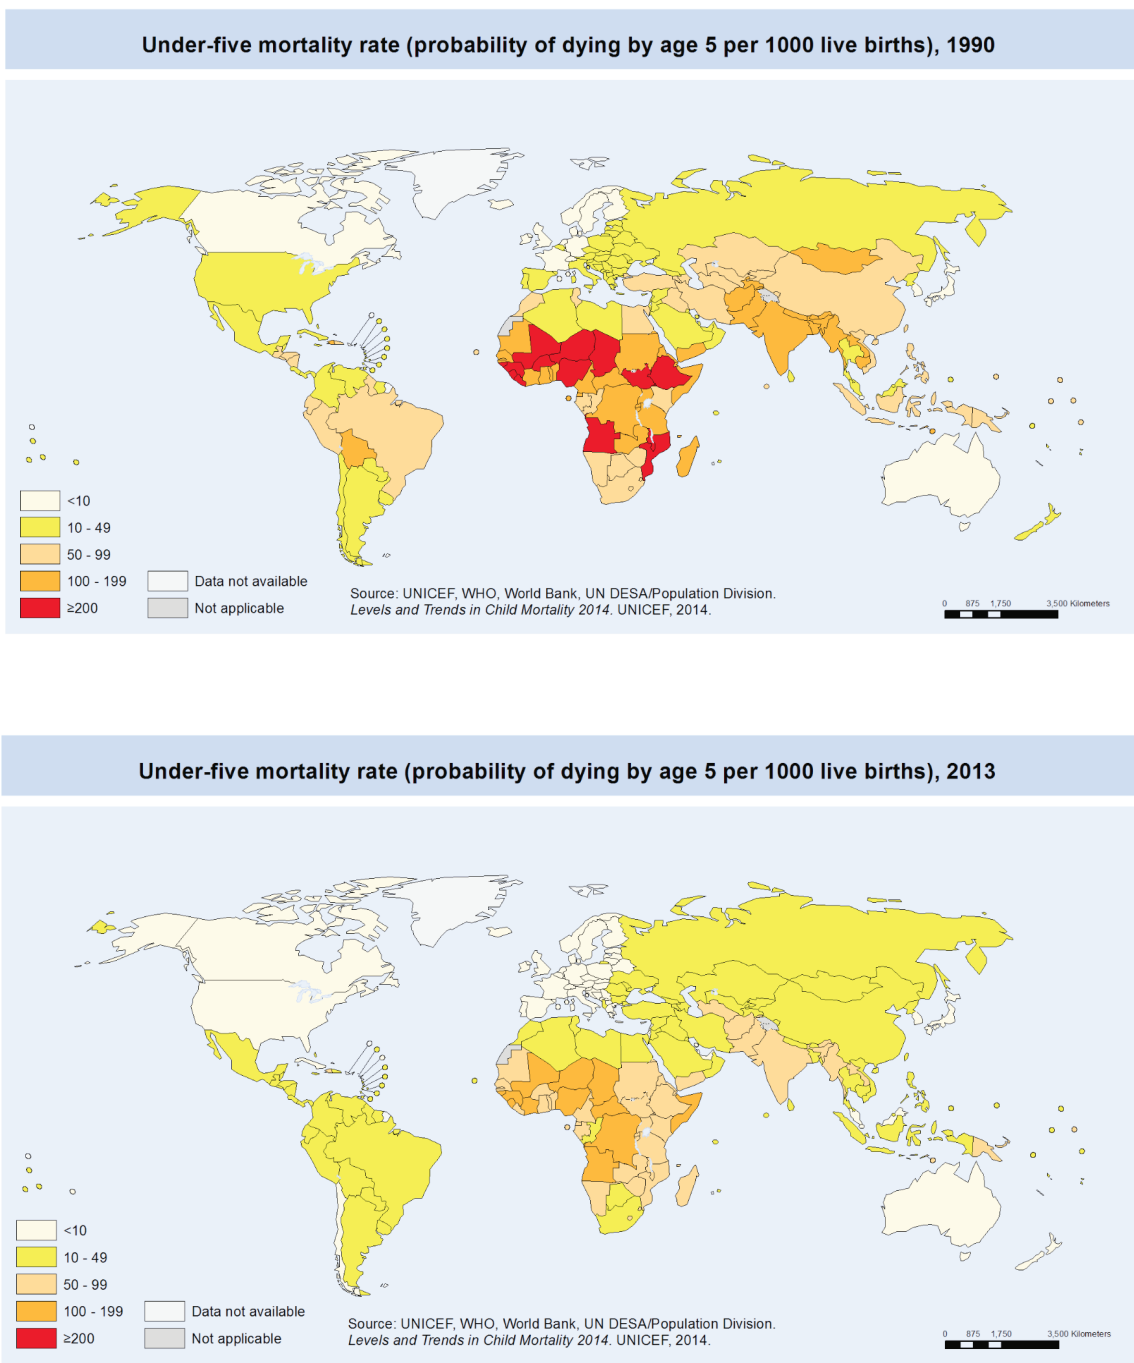 Under-five mortality rate (probability of dying by age 5 per 1000 live births), 1990
<10
10 - 49
50 - 99
100 - 199
≥200
Data not available
Not applicable
Source: UNICEF, WHO, World Bank, UN DESA/Population Division.
Levels and Trends in Child Mortality 2014. UNICEF, 2014.
0 875 1,750 3,500 Kilometers
Under-five mortality rate (probability of dying by age 5 per 1000 live births), 2013
<10
10 - 49
50 - 99
100 - 199
≥200
Data not available
Not applicable
Source: UNICEF, WHO, World Bank, UN DESA/Population Division.
Levels and Trends in Child Mortality 2014. UNICEF, 2014.
0 875 1,750 3,500 Kilometers